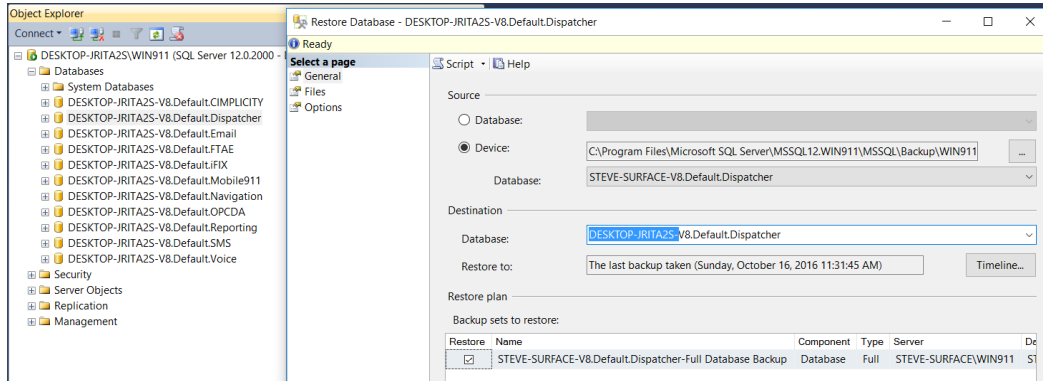 Object Explorer
Connect
DESKTOP-JRITA2S\WIN911 (SQL Server 12.0.2000 -
Databases
System Databases
DESKTOP-JRITA2S-V8.Default.CIMPLICITY
DESKTOP-JRITA2S-V8.Default.Dispatcher
DESKTOP-JRITA2S-V8.Default.Email
DESKTOP-JRITA2S-V8.Default.FTAE
DESKTOP-JRITA2S-V8.Default.iFIX
DESKTOP-JRITA2S-V8.Default.Mobile911
DESKTOP-JRITA2S-V8.Default.Navigation
DESKTOP-JRITA2S-V8.Default.OPCDA
DESKTOP-JRITA2S-V8.Default.Reporting
DESKTOP-JRITA2S-V8.Default.SMS
DESKTOP-JRITA2S-V8.Default.Voice
Security
Server Objects
Replication
Management
Restore Database - DESKTOP-JRITA2S-V8.Default.Dispatcher
Ready
Select a page
General
Files
Options
Script Help
Source
Database:
Device: C:\Program Files\Microsoft SQL Server\MSSQL12.WIN911\MSSQL\Backup\WIN911 ...
Database: STEVE-SURFACE-V8.Default.Dispatcher
Destination
Database: DESKTOP-JRITA2S-V8.Default.Dispatcher
Restore to: The last backup taken (Sunday, October 16, 2016 11:31:45 AM) Timeline...
Restore plan
Backup sets to restore:
Restore Name Component Type Server De
STEVE-SURFACE-V8.Default.Dispatcher-Full Database Backup Database Full STEVE-SURFACE\WIN911 ST